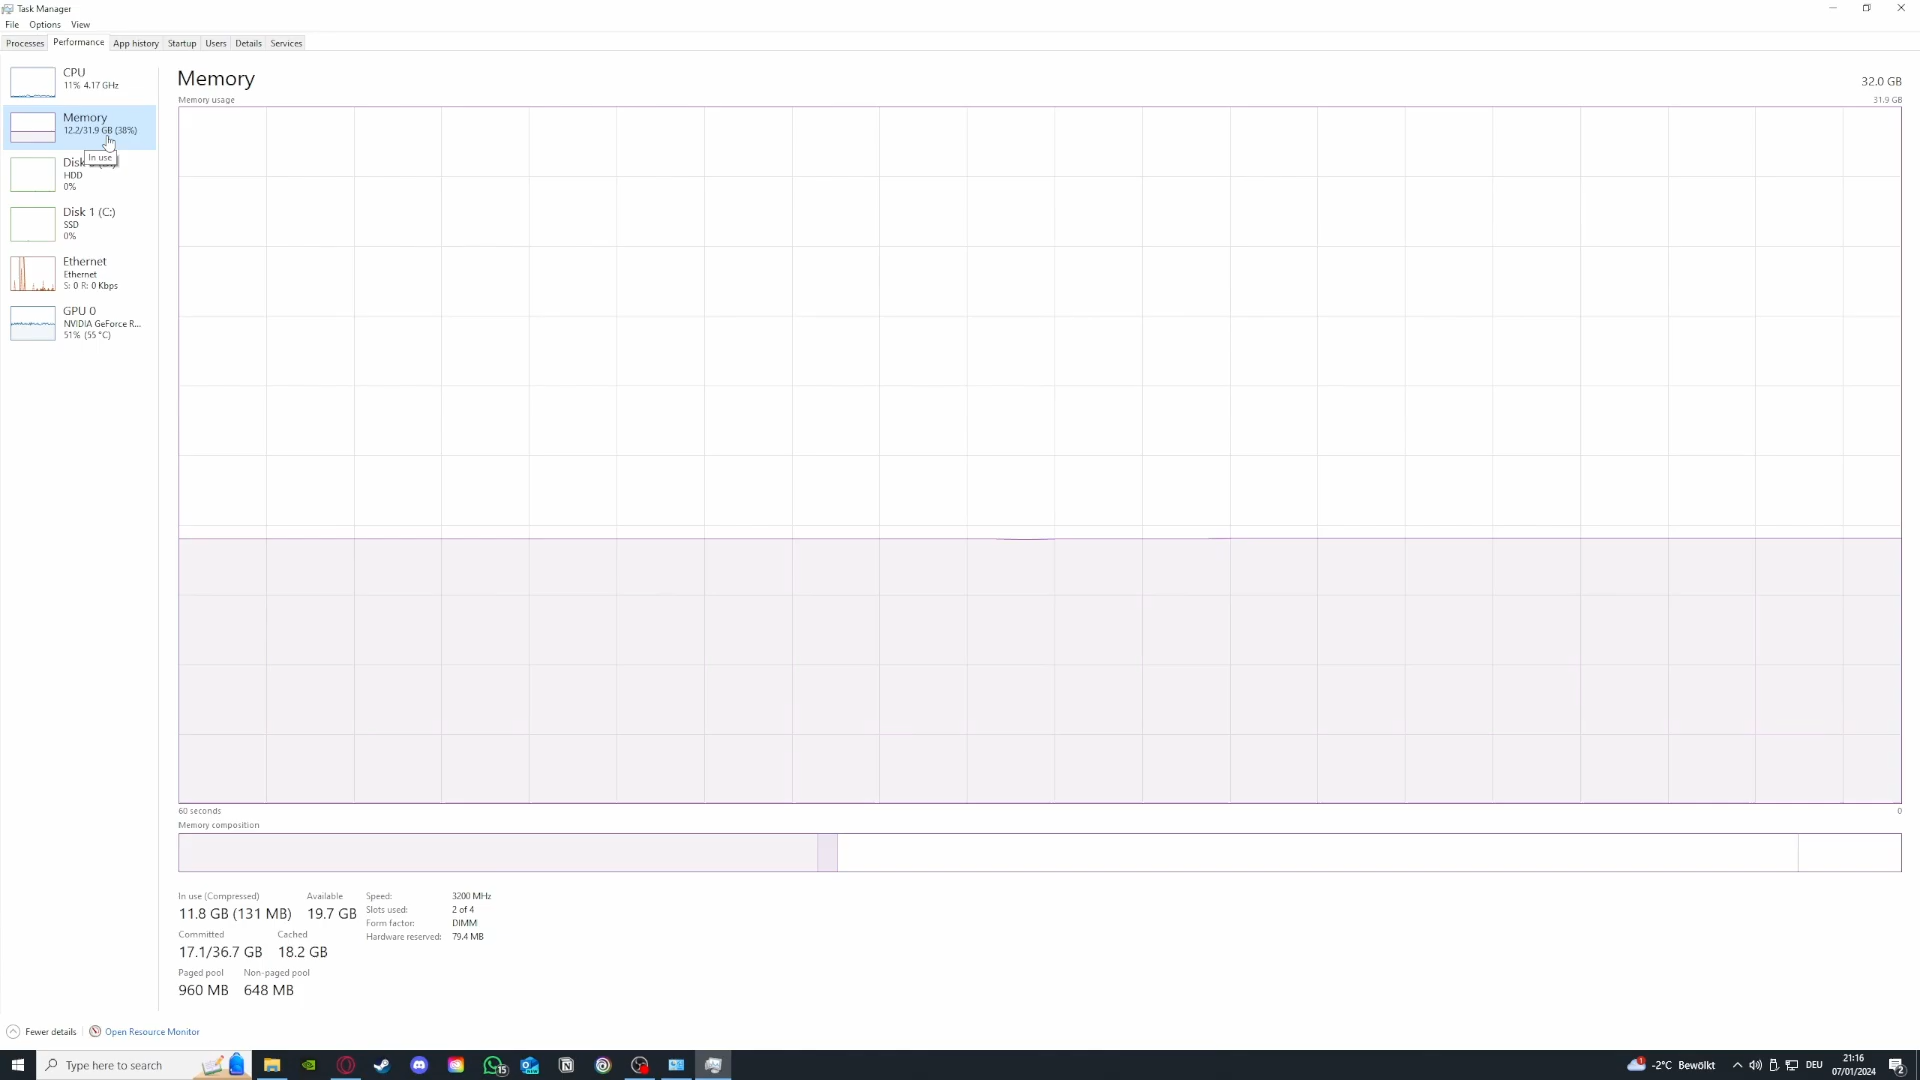 Task Manager
File Options View
Processes Performance App history Startup Users Details Services
CPU
11% 4.17 GHz
Memory
12.2/31.9 GB (38%)
In use
Disk
HDD
0%
Disk 1 (C:)
SSD
0%
Ethernet
Ethernet
S: 0 R: 0 Kbps
GPU 0
NVIDIA GeForce R...
51% (55 °C)
Memory 32.0 GB
Memory usage 31.9 GB
60 seconds 0
Memory composition
In use (Compressed) Available
11.8 GB (131 MB) 19.7 GB
Committed Cached
17.1/36.7 GB 18.2 GB
Paged pool Non-paged pool
960 MB 648 MB
Speed: 3200 MHz
Slots used: 2 of 4
Form factor: DIMM
Hardware reserved: 79.4 MB
Fewer details Open Resource Monitor
Type here to search
15
1
-2°C Bewölkt
DEU
21:16
07/01/2024
2